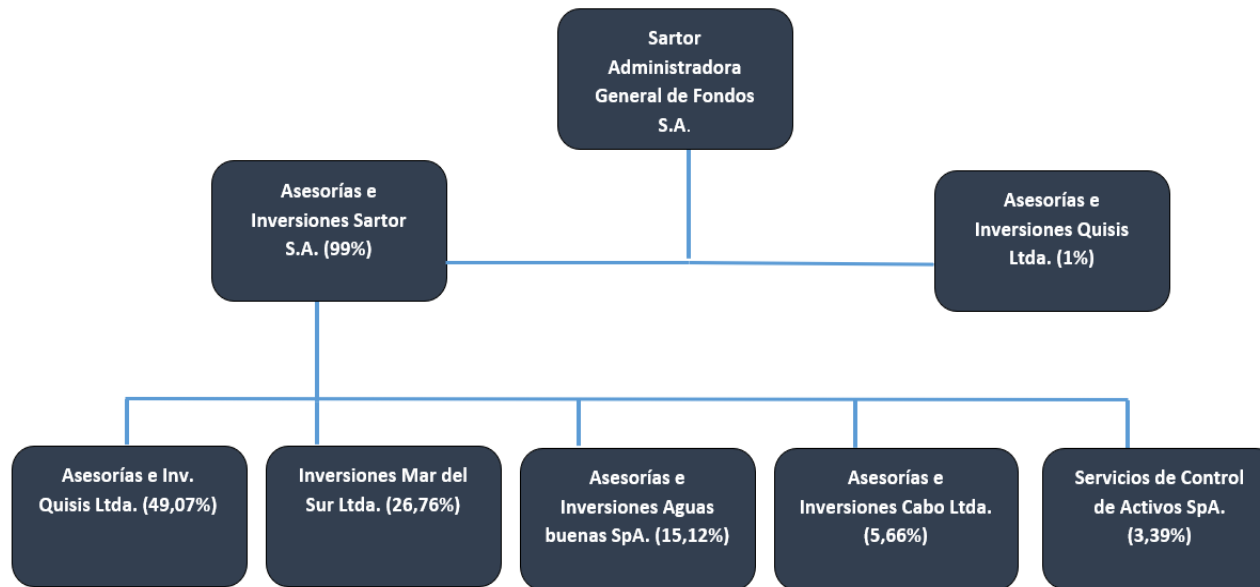 Sartor
Administradora
General de Fondos
S.A.
Asesorías e
Inversiones Sartor
S.A. (99%)
Asesorías e
Inversiones Quisis
Ltda. (1%)
Asesorías e Inv.
Quisis Ltda. (49,07%)
Inversiones Mar del
Sur Ltda. (26,76%)
Asesorías e
Inversiones Aguas
buenas SpA. (15,12%)
Asesorías e
Inversiones Cabo Ltda.
(5,66%)
Servicios de Control
de Activos SpA.
(3,39%)